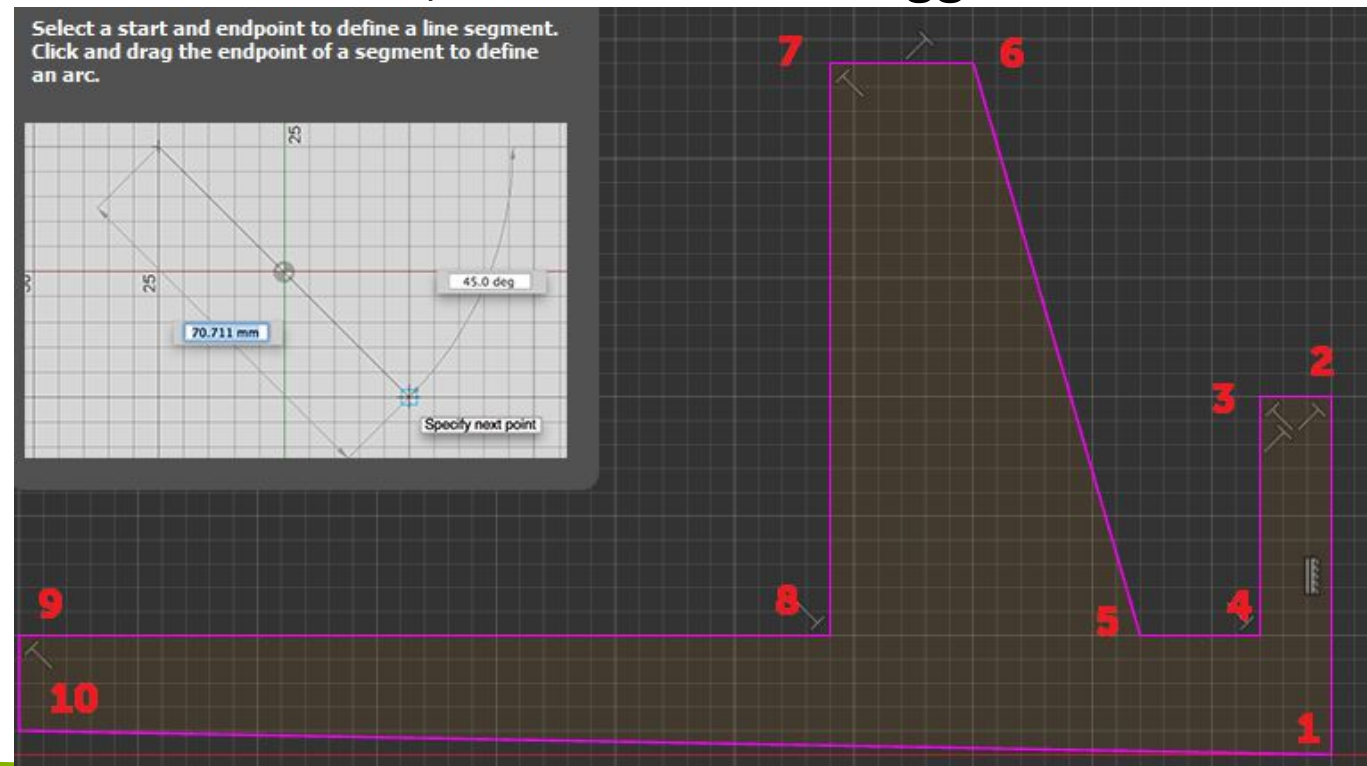 Select a start and endpoint to define a line segment.
Click and drag the endpoint of a segment to define
an arc.
25
25
45.0 deg
70.711 mm
Specify next point
7
6
2
3
9
8
5
4
10
1